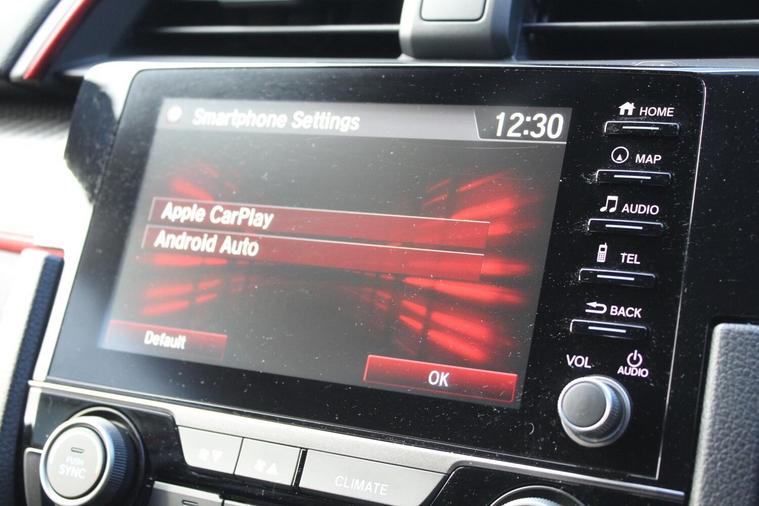 Smartphone Settings
12:30
HOME
MAP
AUDIO
TEL
BACK
Apple CarPlay
Android Auto
Default
OK
VOL
AUDIO
PUSH
SYNC
CLIMATE